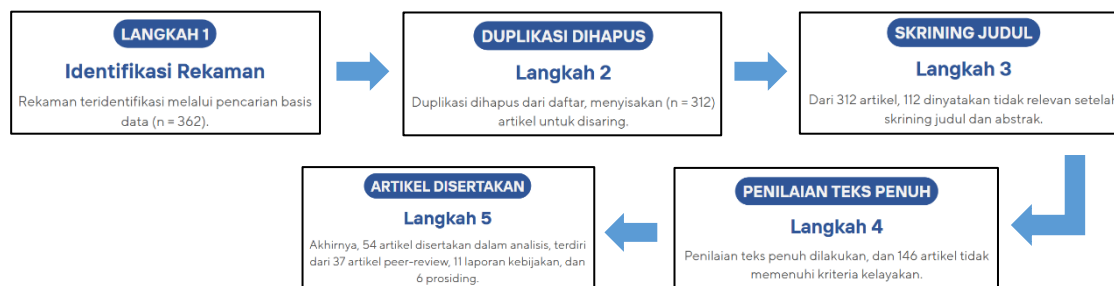 LANGKAH 1
Identifikasi Rekaman
Rekaman teridentifikasi melalui pencarian basis
data (n = 362).
DUPLIKASI DIHAPUS
Langkah 2
Duplikasi dihapus dari daftar, menyisakan (n = 312)
artikel untuk disaring.
SKRINING JUDUL
Langkah 3
Dari 312 artikel, 112 dinyatakan tidak relevan setelah
skrining judul dan abstrak.
PENILAIAN TEKS PENUH
Langkah 4
Penilaian teks penuh dilakukan, dan 146 artikel tidak
memenuhi kriteria kelayakan.
ARTIKEL DISERTAKAN
Langkah 5
Akhirnya, 54 artikel disertakan dalam analisis, terdiri
dari 37 artikel peer-review, 11 laporan kebijakan, dan
6 prosiding.